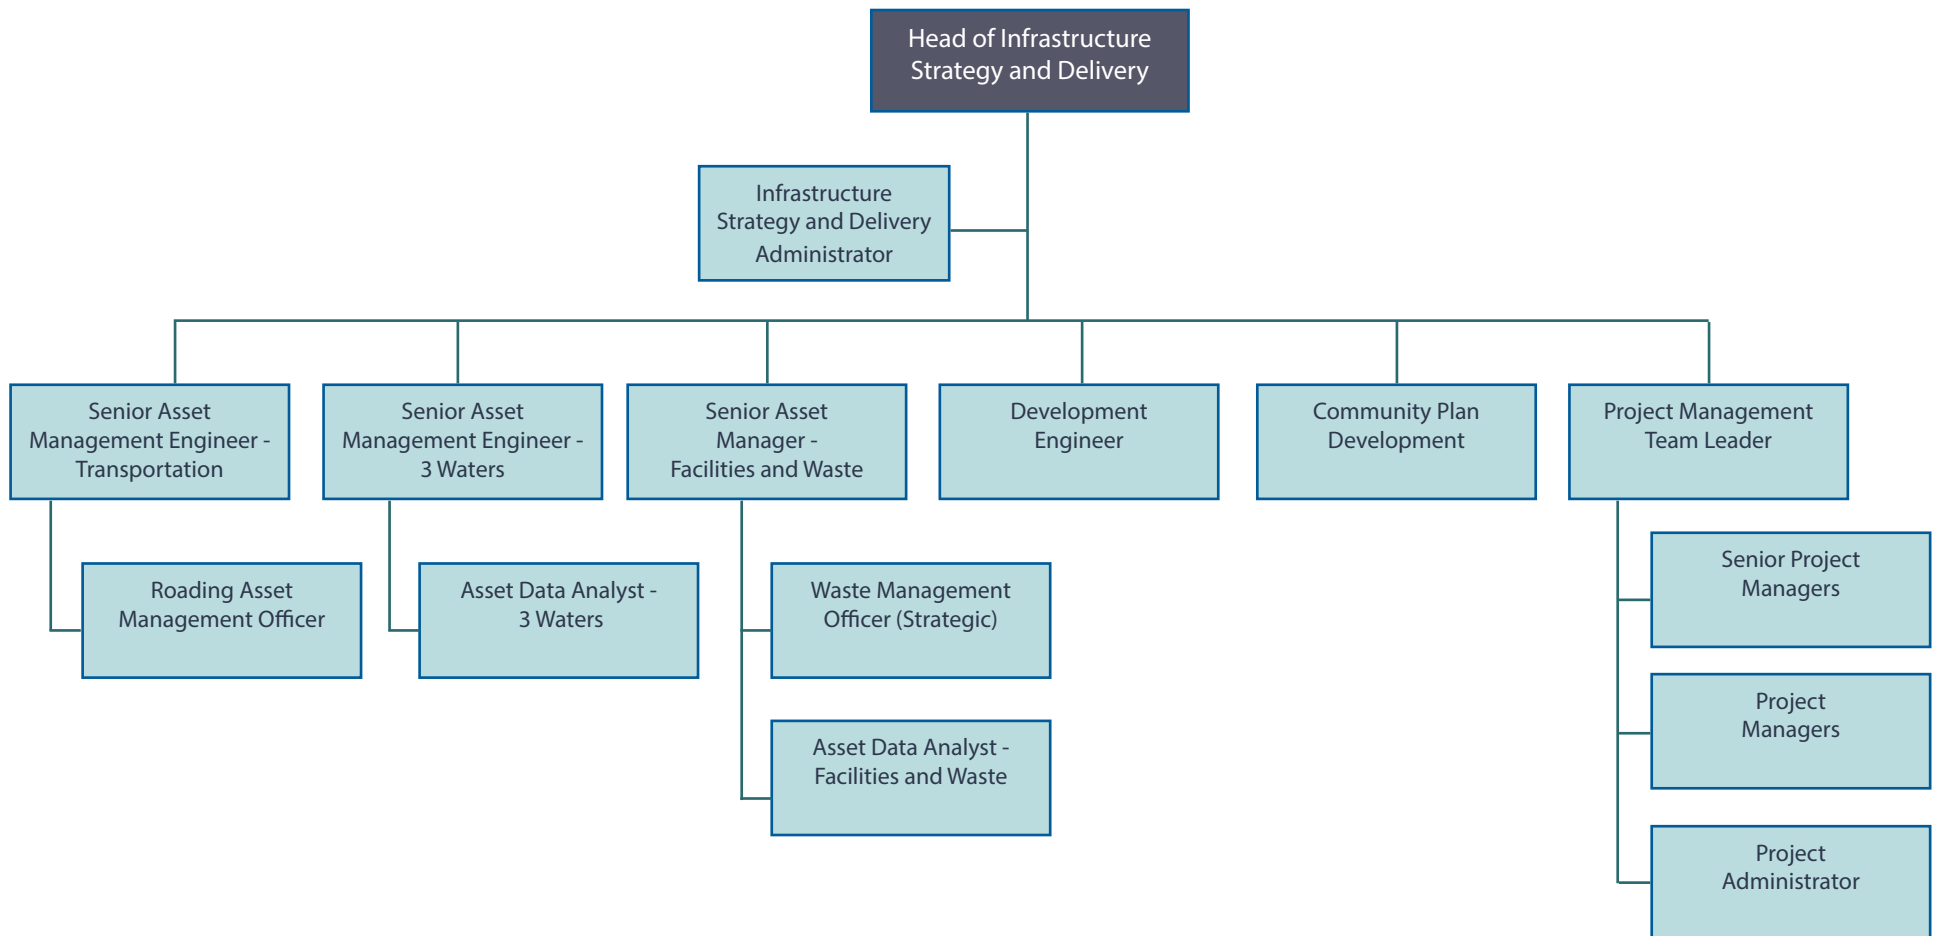 Head of Infrastructure
Strategy and Delivery
Infrastructure
Strategy and Delivery
Administrator
Senior Asset
Management Engineer -
Transportation
Senior Asset
Management Engineer -
3 Waters
Senior Asset
Manager -
Facilities and Waste
Development
Engineer
Community Plan
Development
Project Management
Team Leader
Roading Asset
Management Officer
Asset Data Analyst -
3 Waters
Waste Management
Officer (Strategic)
Asset Data Analyst -
Facilities and Waste
Senior Project
Managers
Project
Managers
Project
Administrator